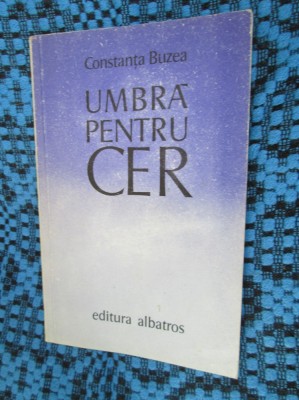 Constanța Buzea
UMBRĂ
PENTRU
CER
editura albatros